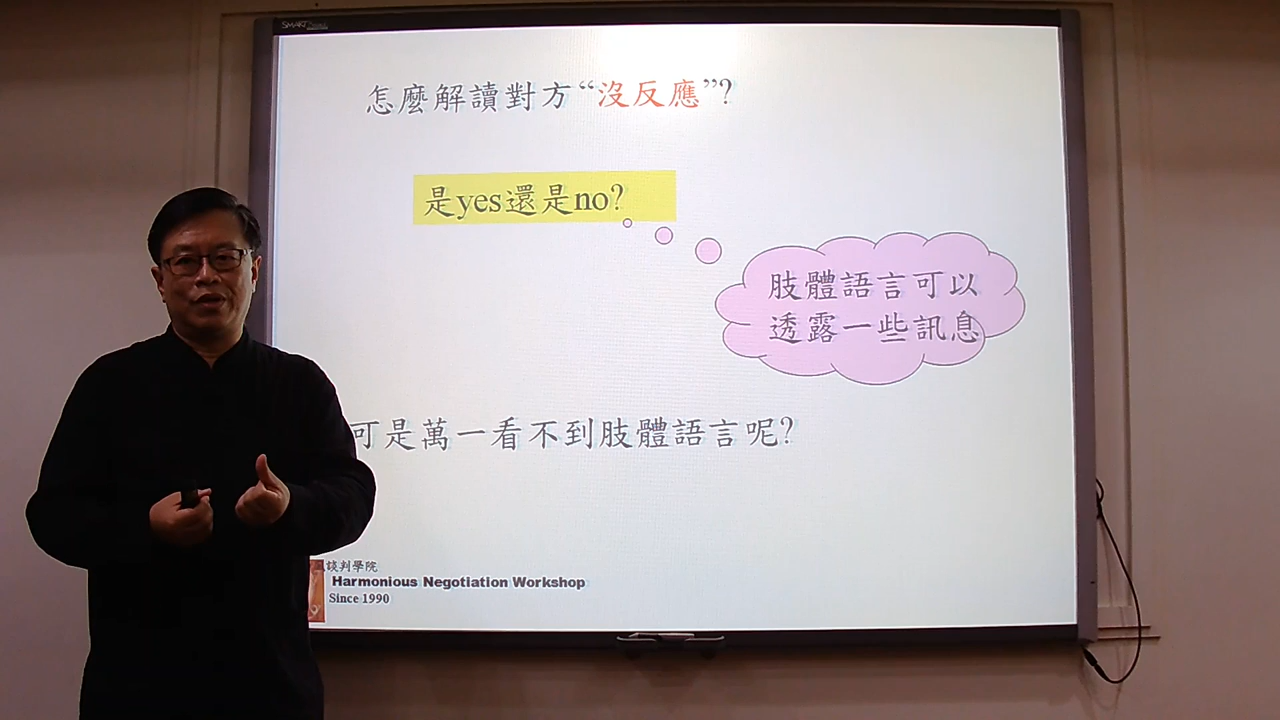 SMART
怎麼解讀對方“沒反應”?
是yes還是no?
肢體語言可以
透露一些訊息
可是萬一看不到肢體語言呢?
談判學院
Harmonious Negotiation Workshop
Since 1990